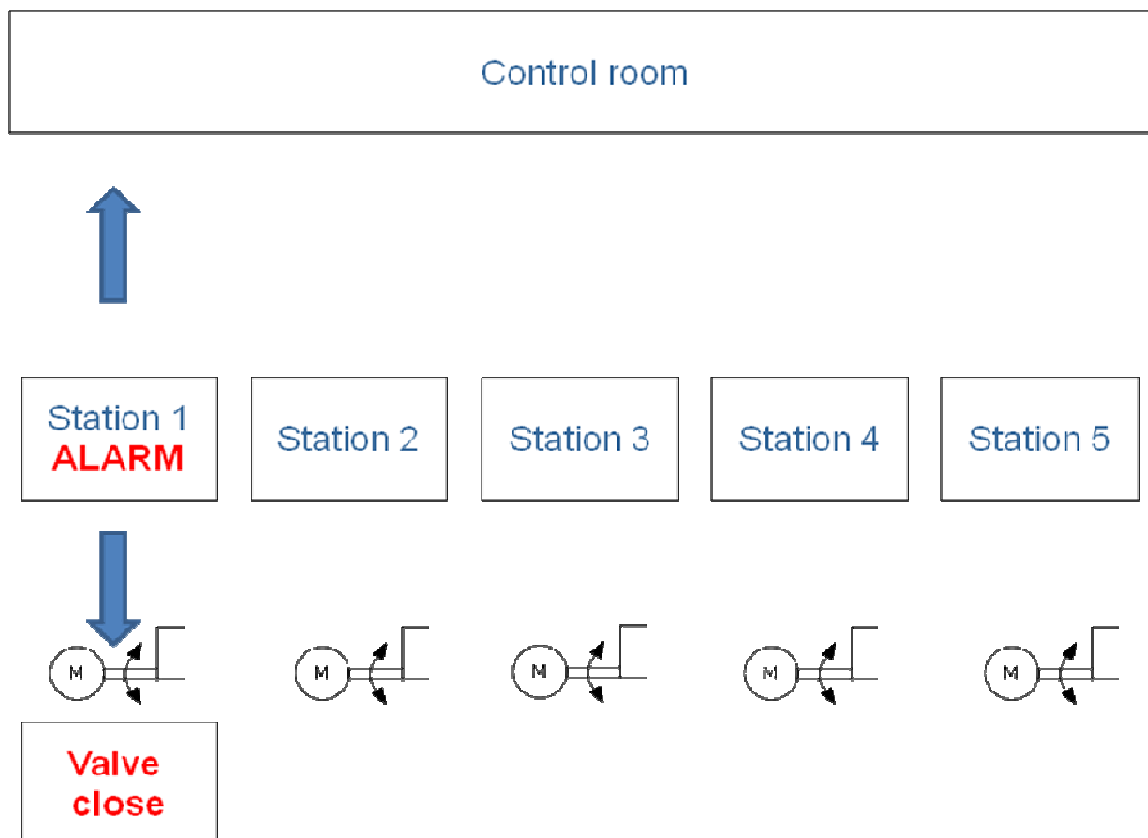 Control room
Station 1
ALARM
Station 2
Station 3
Station 4
Station 5
M
M
M
M
M
Valve
close